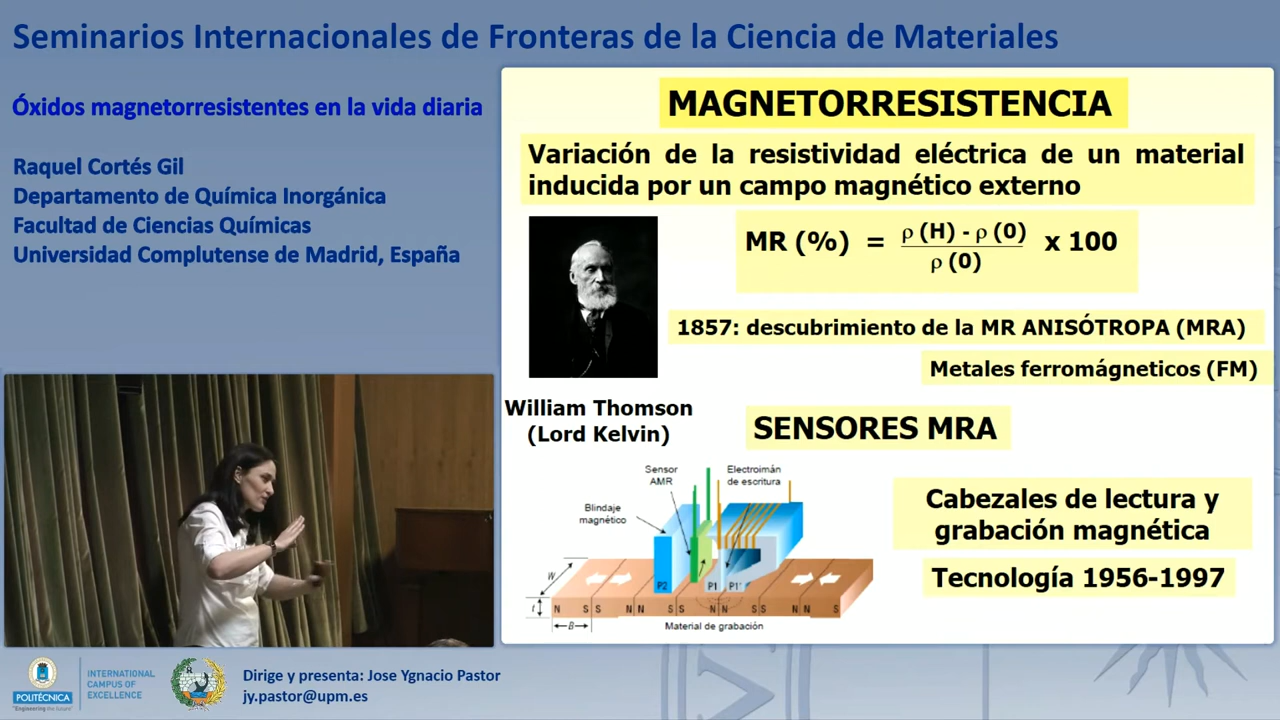 Seminarios Internacionales de Fronteras de la Ciencia de Materiales
Óxidos magnetorresistentes en la vida diaria
Raquel Cortés Gil
Departamento de Química Inorgánica
Facultad de Ciencias Químicas
Universidad Complutense de Madrid, España
MAGNETORRESISTENCIA
Variación de la resistividad eléctrica de un material
inducida por un campo magnético externo
MR (%) = ρ (H) - ρ (0) x 100
ρ (0)
1857: descubrimiento de la MR ANISÓTROPA (MRA)
Metales ferromágneticos (FM)
William Thomson
(Lord Kelvin)
SENSORES MRA
Sensor
AMR
Electroimán
de escritura
Blindaje
magnético
Cabezales de lectura y
grabación magnética
Tecnología 1956-1997
W
P2
P1
P1'
t
N S S N N S S N N S S N N S
B
Material de grabación
POLITÉCNICA
"Engineering the future"
INTERNATIONAL
CAMPUS OF
EXCELLENCE
Dirige y presenta: Jose Ygnacio Pastor
jy.pastor@upm.es